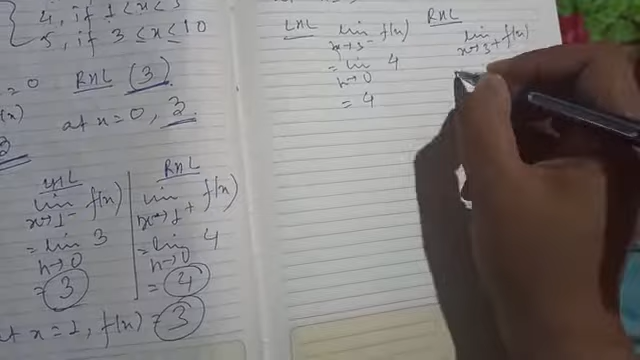 4, if 1 < x < 3
5, if 3 ≤ x ≤ 10
x = 0 RHL (3)
at x = 0, 3
LHL
lim f(x)
x→1⁻
= lim 3
h→0
= 3
RHL
lim f(x)
x→1⁺
= lim 4
h→0
= 4
at x = 1, f(x) = 3
LHL
lim f(x)
x→3⁻
= lim 4
h→0
= 4
RHL
lim f(x)
x→3⁺